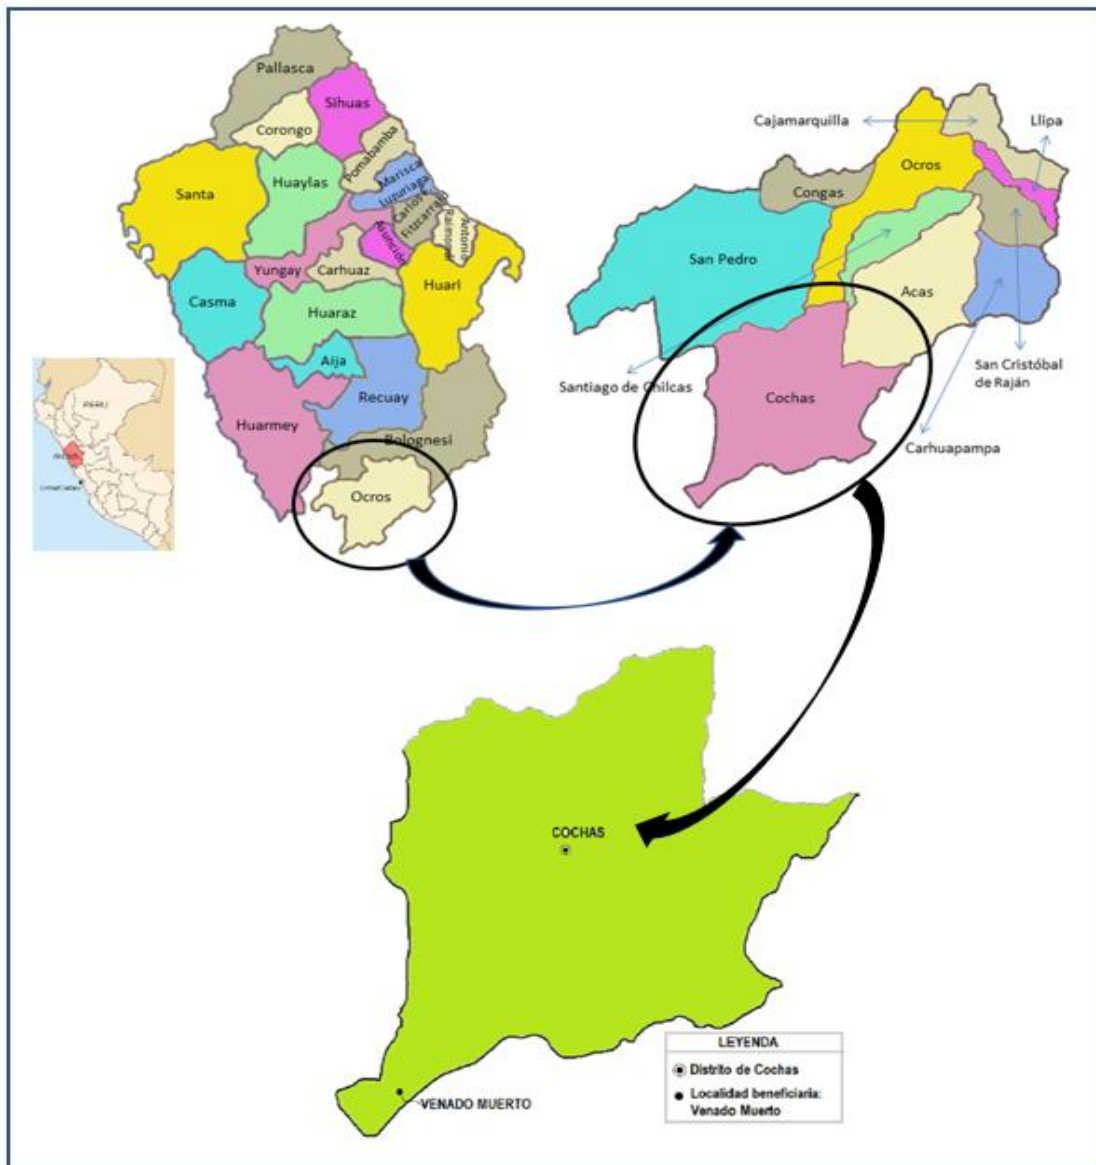 Pallasca
Sihuas
Corongo
Pomabamba
Santa
Huaylas
Marisca
Luzuriaga
Carlos F
Fitzcarrald
Antonio
Raimondi
Asunción
Yungay
Carhuaz
Huari
Casma
Huaraz
Aija
Recuay
Huarmey
Bolognesi
Ocros
PERU
Cajamarquilla
Llipa
Ocros
Congas
San Pedro
Acas
Santiago de Chilcas
San Cristóbal
de Raján
Cochas
Carhuapampa
COCHAS
VENADO MUERTO
LEYENDA
Distrito de Cochas
Localidad beneficiaria:
Venado Muerto